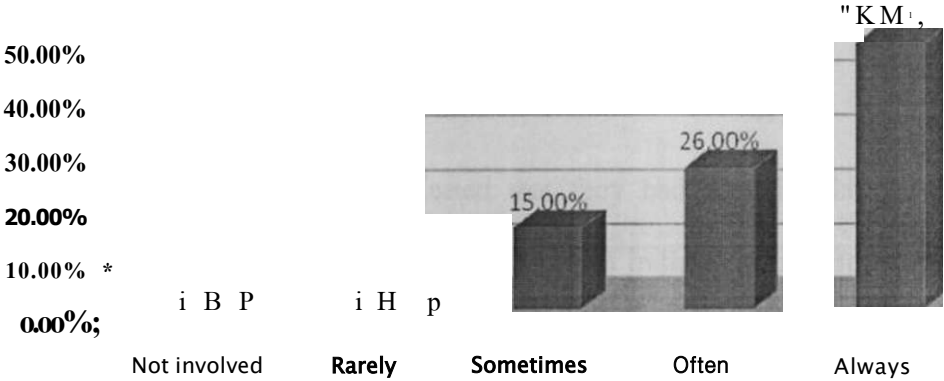 "KM¹,
50.00%
40.00%
30.00%
26.00%
15.00%
20.00%
10.00% *
i B P i H p
0.00%;
Not involved Rarely Sometimes Often Always